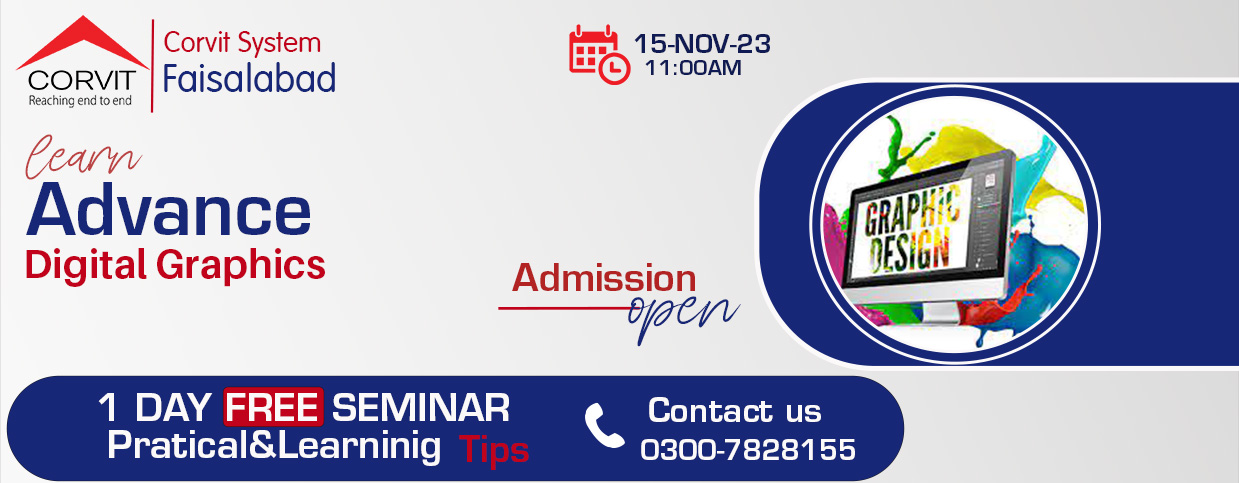 CORVIT
Reaching end to end
Corvit System
Faisalabad
15-NOV-23
11:00AM
learn
Advance
Digital Graphics
GRAPHIC
DESIGN
Admission
open
1 DAY FREE SEMINAR
Pratical&Learninig Tips
Contact us
0300-7828155